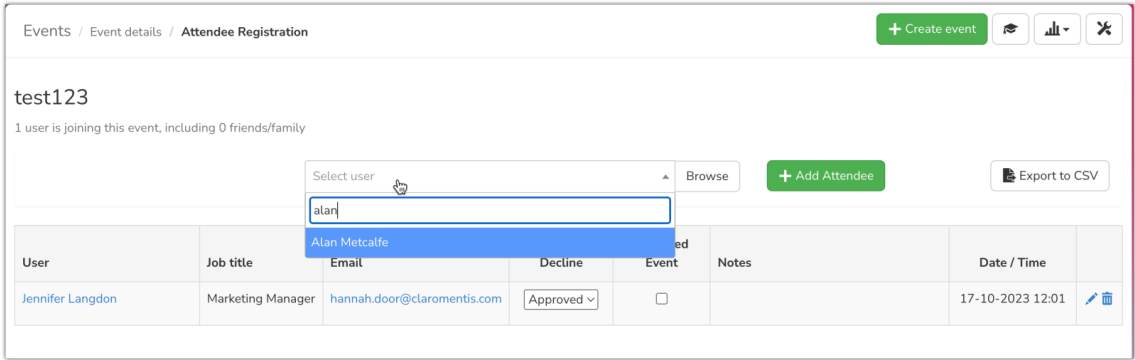 Events / Event details / Attendee Registration
+ Create event
test123
1 user is joining this event, including 0 friends/family
Select user
Browse
+ Add Attendee
Export to CSV
alan
Alan Metcalfe
User
Job title
Email
Decline
Event
Notes
Date / Time
Jennifer Langdon
Marketing Manager
hannah.door@claromentis.com
Approved
17-10-2023 12:01